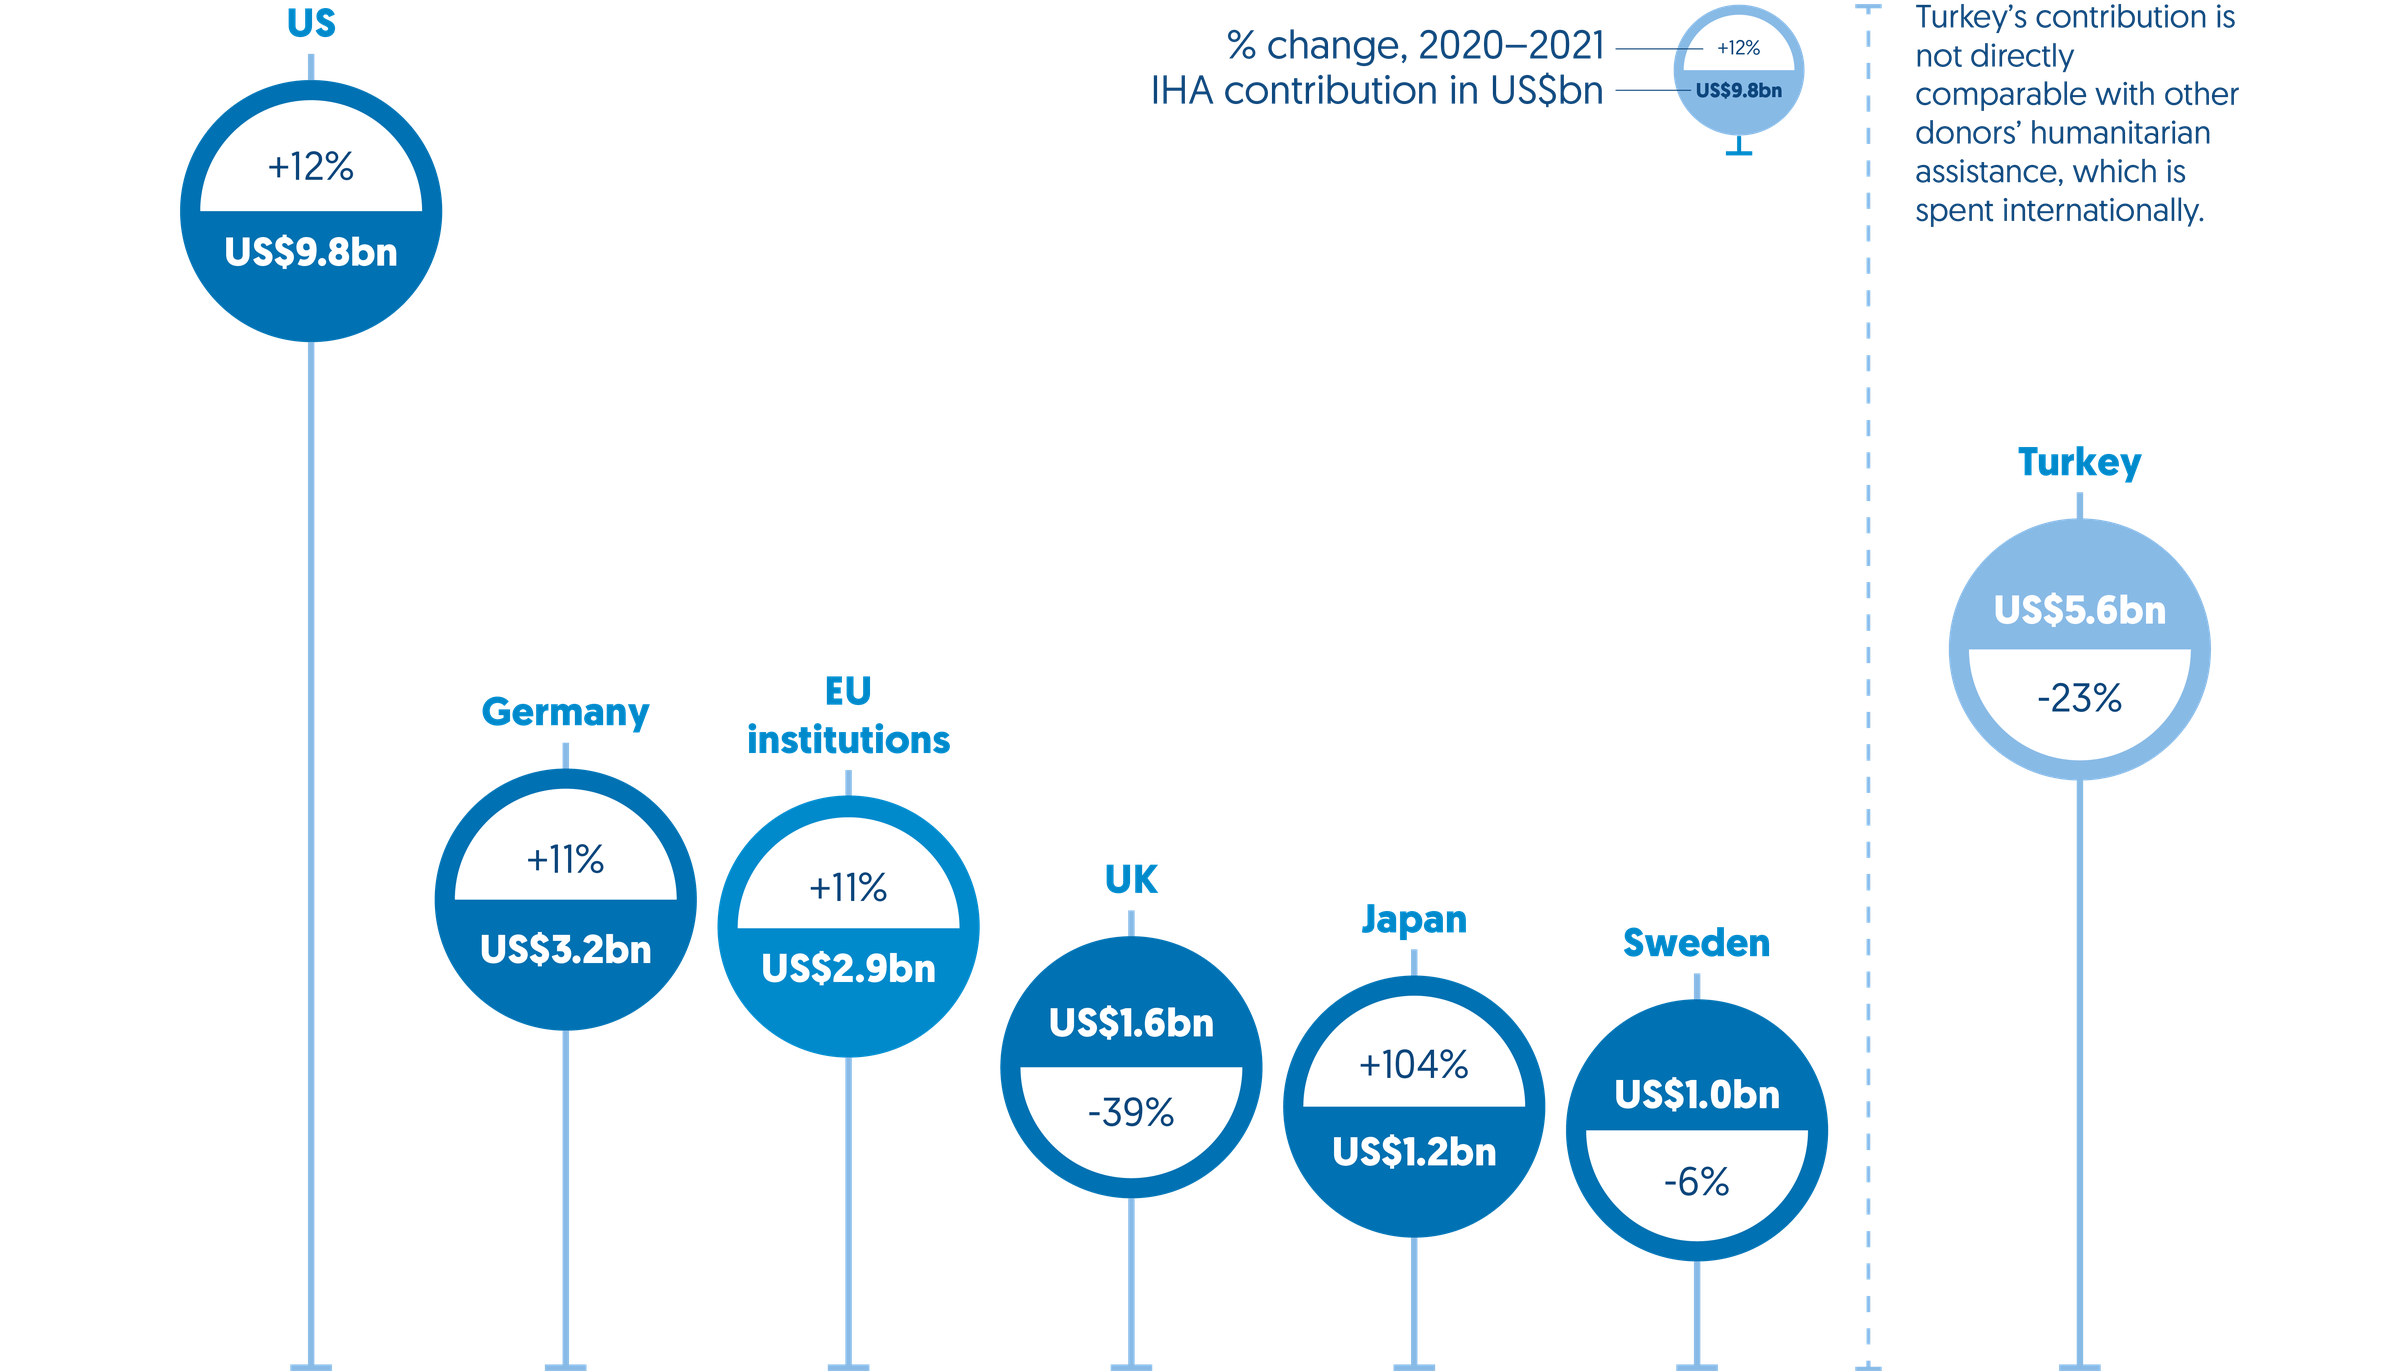 US
+12%
US$9.8bn
% change, 2020–2021
IHA contribution in US$bn
+12%
US$9.8bn
Turkey’s contribution is
not directly
comparable with other
donors’ humanitarian
assistance, which is
spent internationally.
Germany
+11%
US$3.2bn
EU
institutions
+11%
US$2.9bn
UK
US$1.6bn
-39%
Japan
+104%
US$1.2bn
Sweden
US$1.0bn
-6%
Turkey
US$5.6bn
-23%